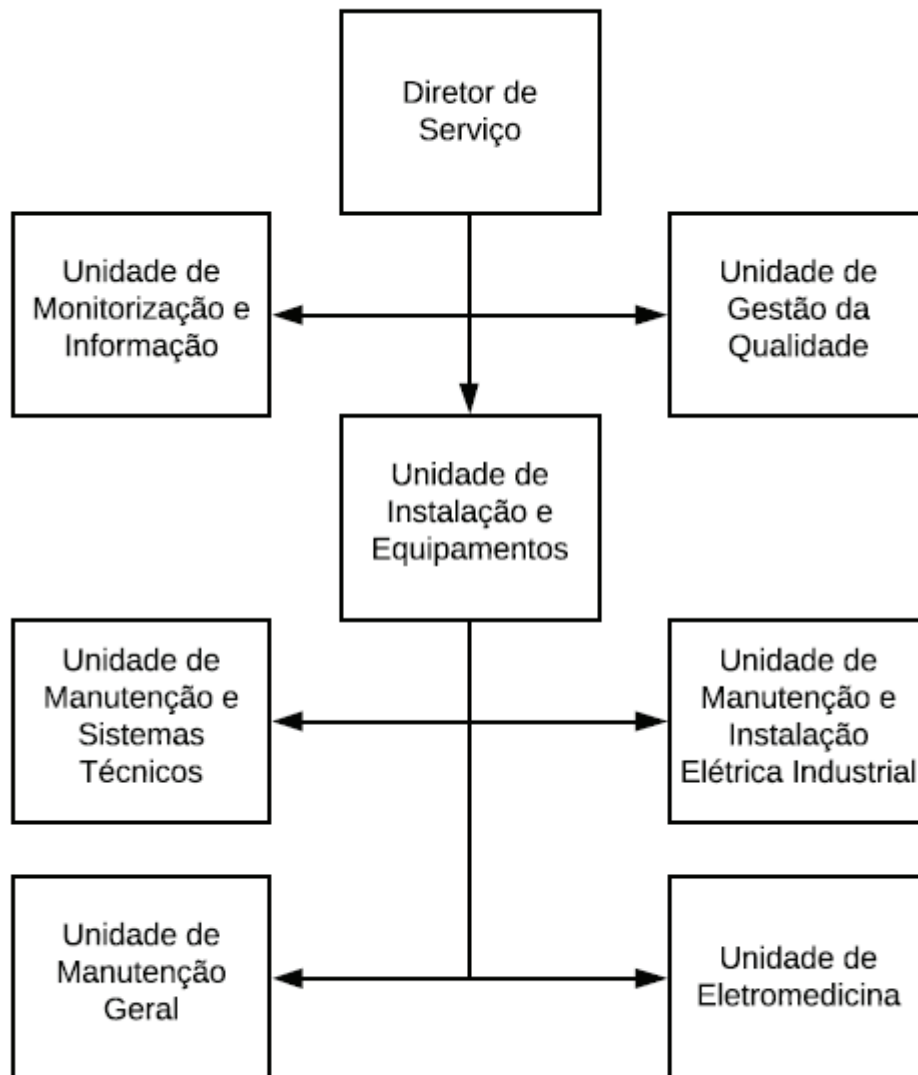 Diretor de
Serviço
Unidade de
Monitorização e
Informação
Unidade de
Gestão da
Qualidade
Unidade de
Instalação e
Equipamentos
Unidade de
Manutenção e
Sistemas
Técnicos
Unidade de
Manutenção e
Instalação
Elétrica Industrial
Unidade de
Manutenção
Geral
Unidade de
Eletromedicina